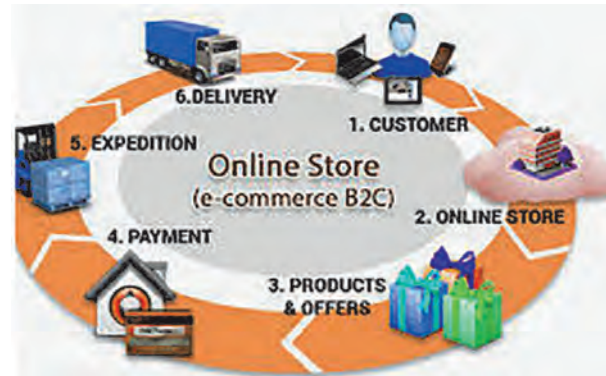 Online Store
(e-commerce B2C)
1. CUSTOMER
2. ONLINE STORE
3. PRODUCTS
& OFFERS
4. PAYMENT
5. EXPEDITION
6.DELIVERY